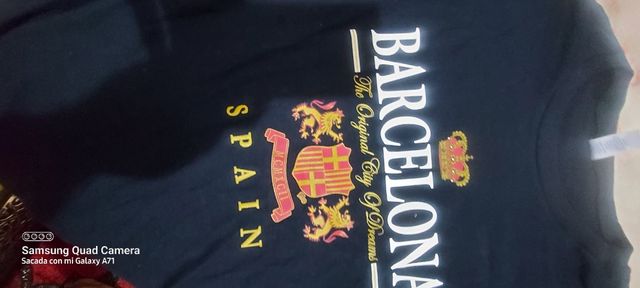 BARCELONA
The Original City Of Dreams
SPAIN
Samsung Quad Camera
Sacada con mi Galaxy A71